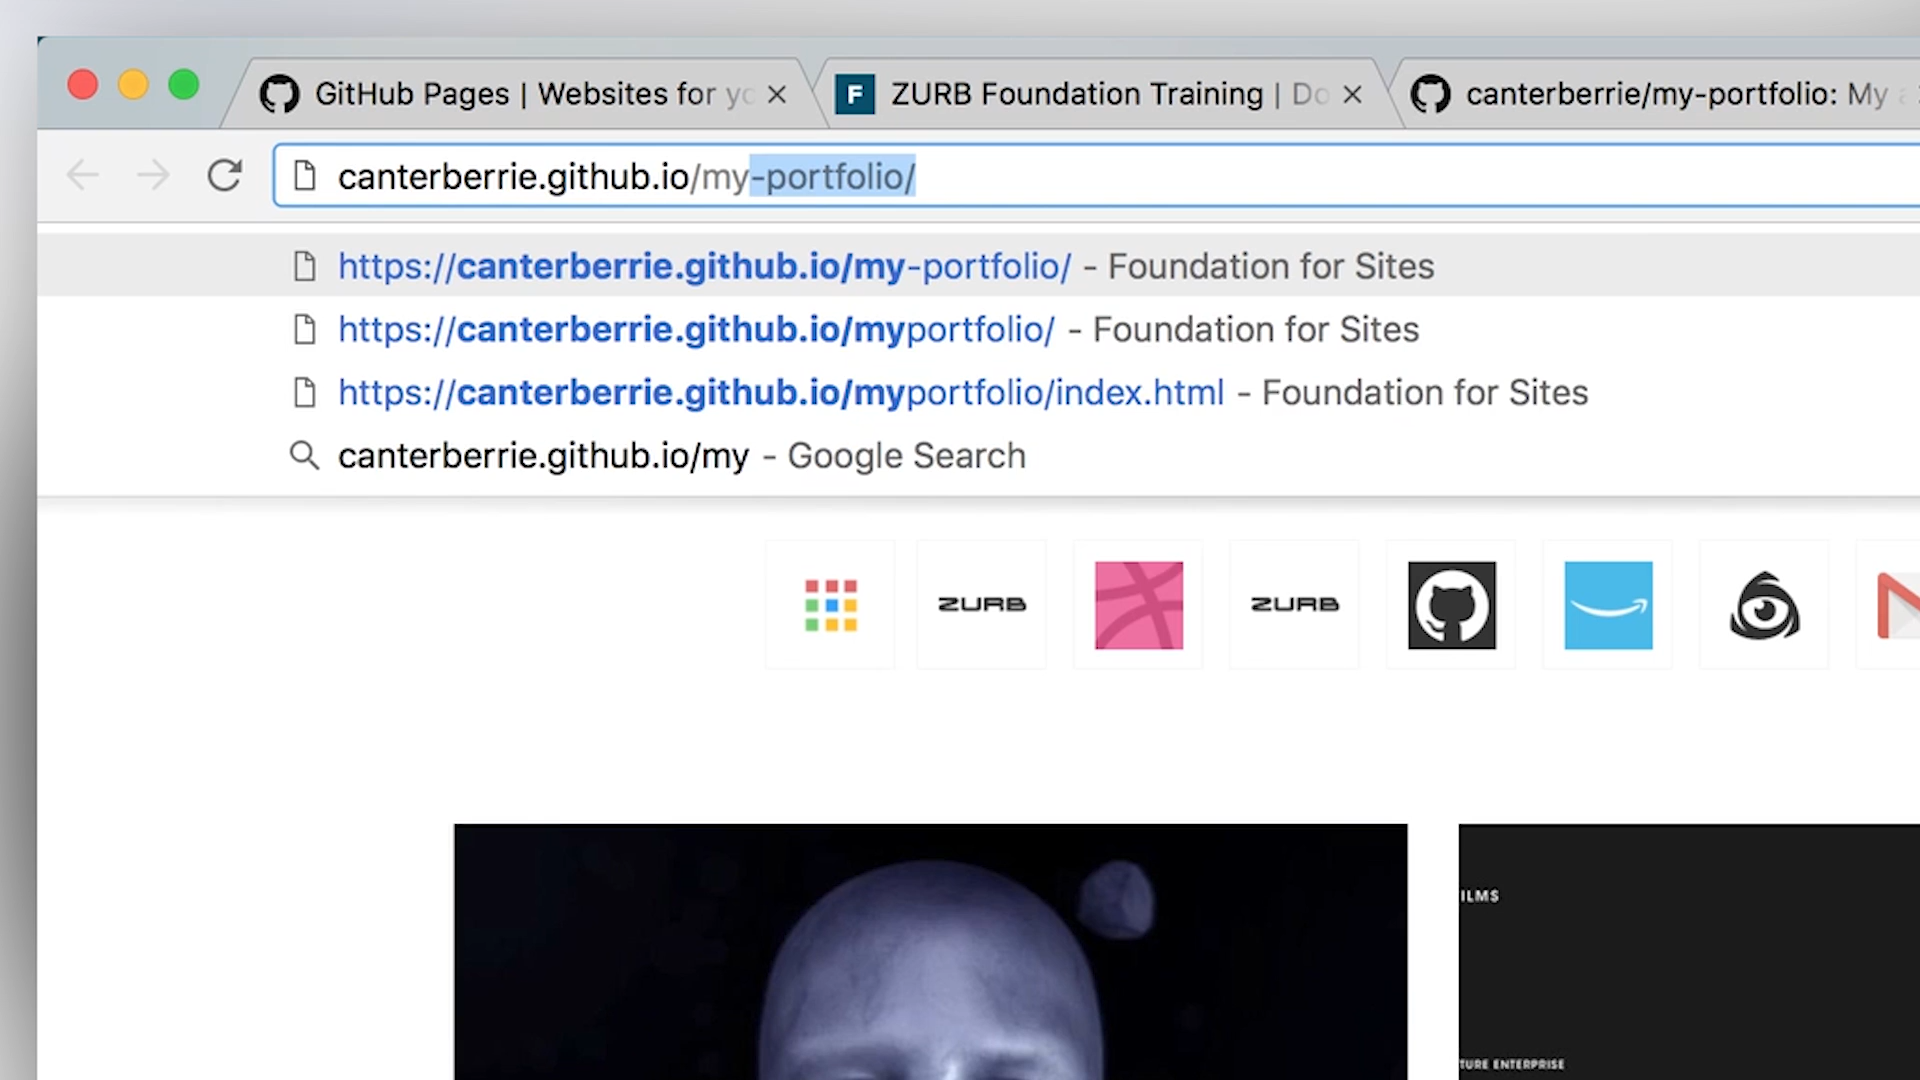 GitHub Pages | Websites for yo
F ZURB Foundation Training | Do
canterberrie/my-portfolio: My a
canterberrie.github.io/my-portfolio/
https://canterberrie.github.io/my-portfolio/ - Foundation for Sites
https://canterberrie.github.io/myportfolio/ - Foundation for Sites
https://canterberrie.github.io/myportfolio/index.html - Foundation for Sites
canterberrie.github.io/my - Google Search
ZURB
ZURB
ILMS
TURE ENTERPRISE